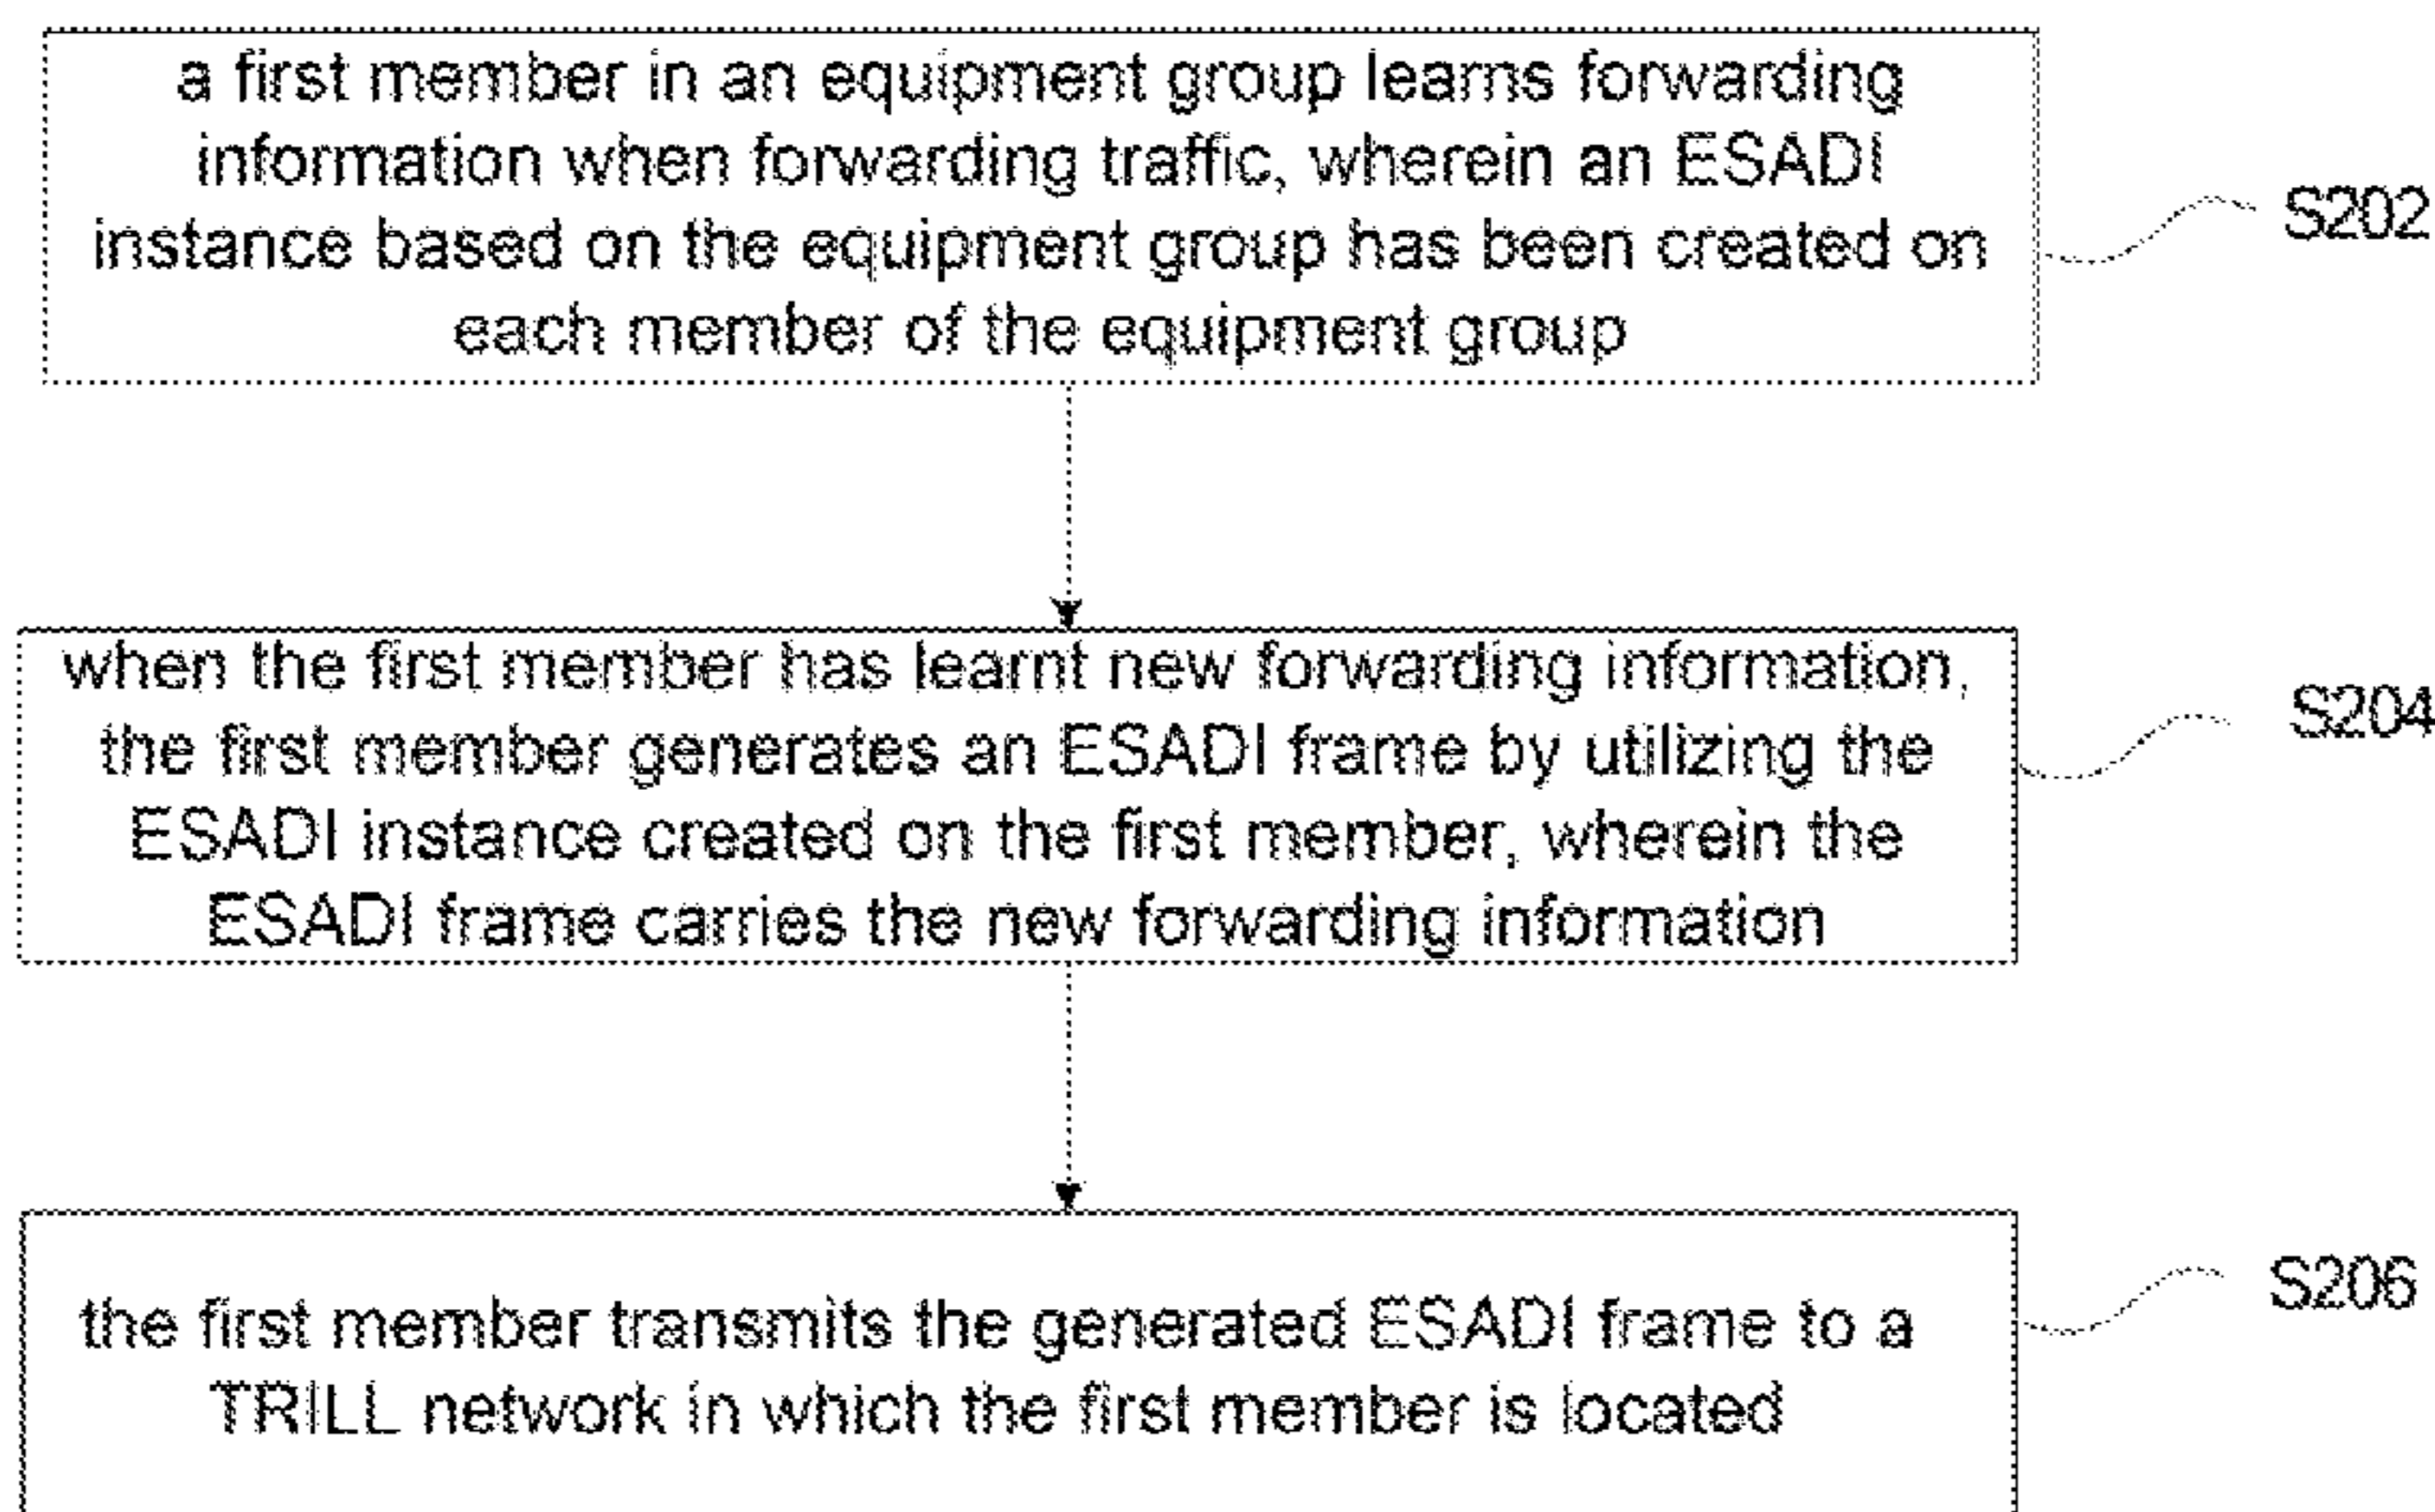 a first member in an equipment group learns forwarding
information when forwarding traffic, wherein an ESADI
instance based on the equipment group has been created on
each member of the equipment group
S202
when the first member has learnt new forwarding information,
the first member generates an ESADI frame by utilizing the
ESADI instance created on the first member, wherein the
ESADI frame carries the new forwarding information
S204
the first member transmits the generated ESADI frame to a
TRILL network in which the first member is located
S206